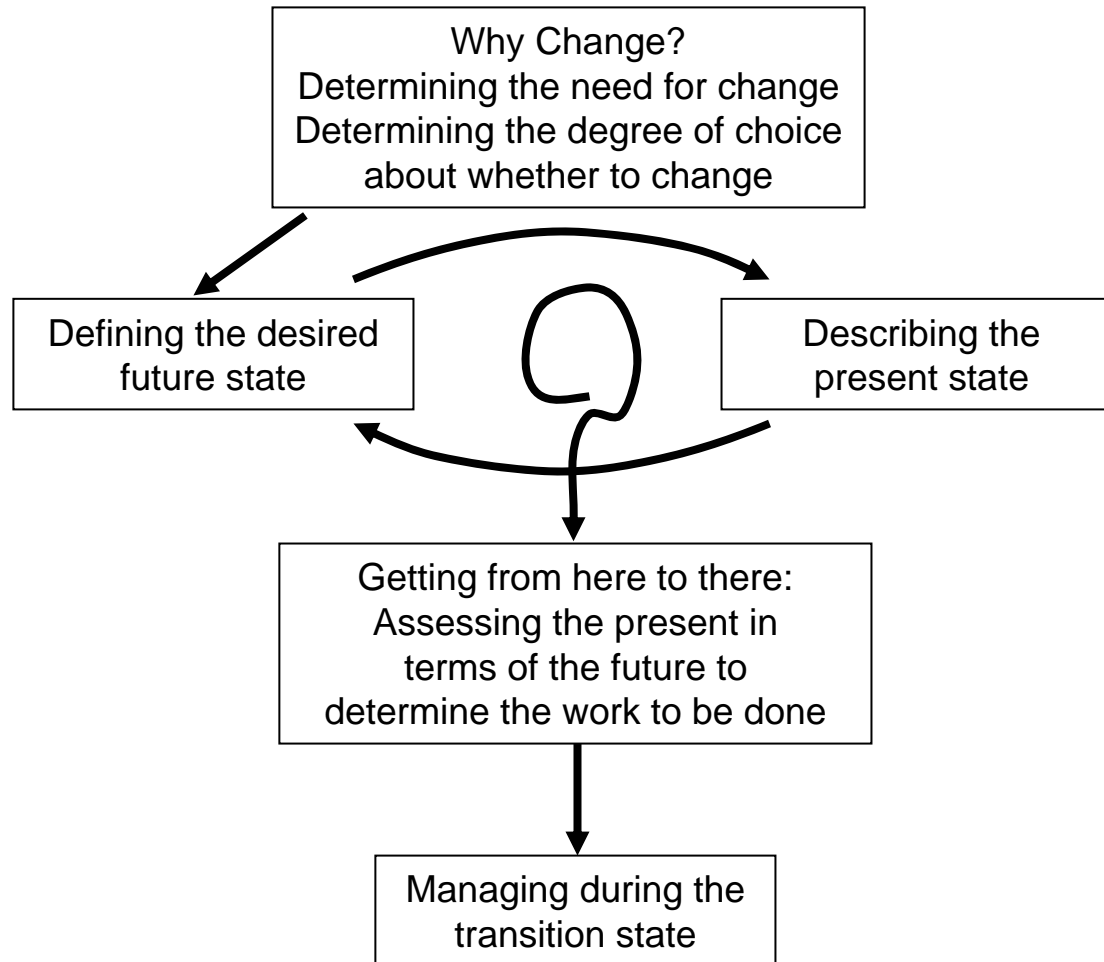 Why Change?
Determining the need for change
Determining the degree of choice
about whether to change
Defining the desired
future state
Describing the
present state
Getting from here to there:
Assessing the present in
terms of the future to
determine the work to be done
Managing during the
transition state